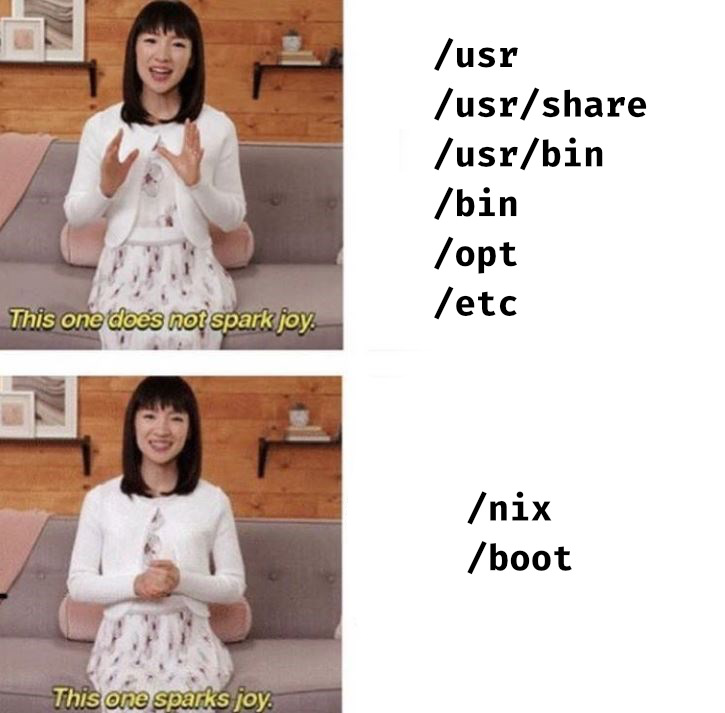 /usr
/usr/share
/usr/bin
/bin
/opt
/etc
This one does not spark joy.
/nix
/boot
This one sparks joy.